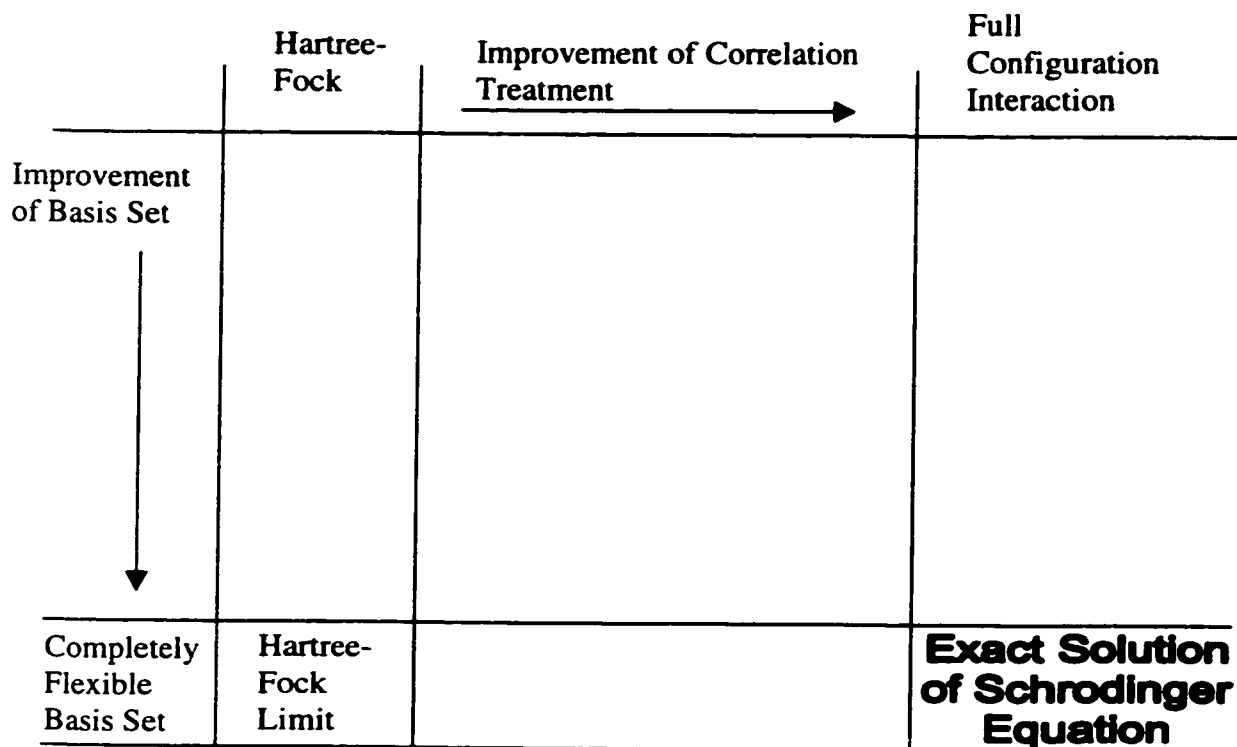 Hartree-
Fock
Improvement of Correlation
Treatment
Full
Configuration
Interaction
Improvement
of Basis Set
Completely
Flexible
Basis Set
Hartree-
Fock
Limit
Exact Solution
of Schrodinger
Equation